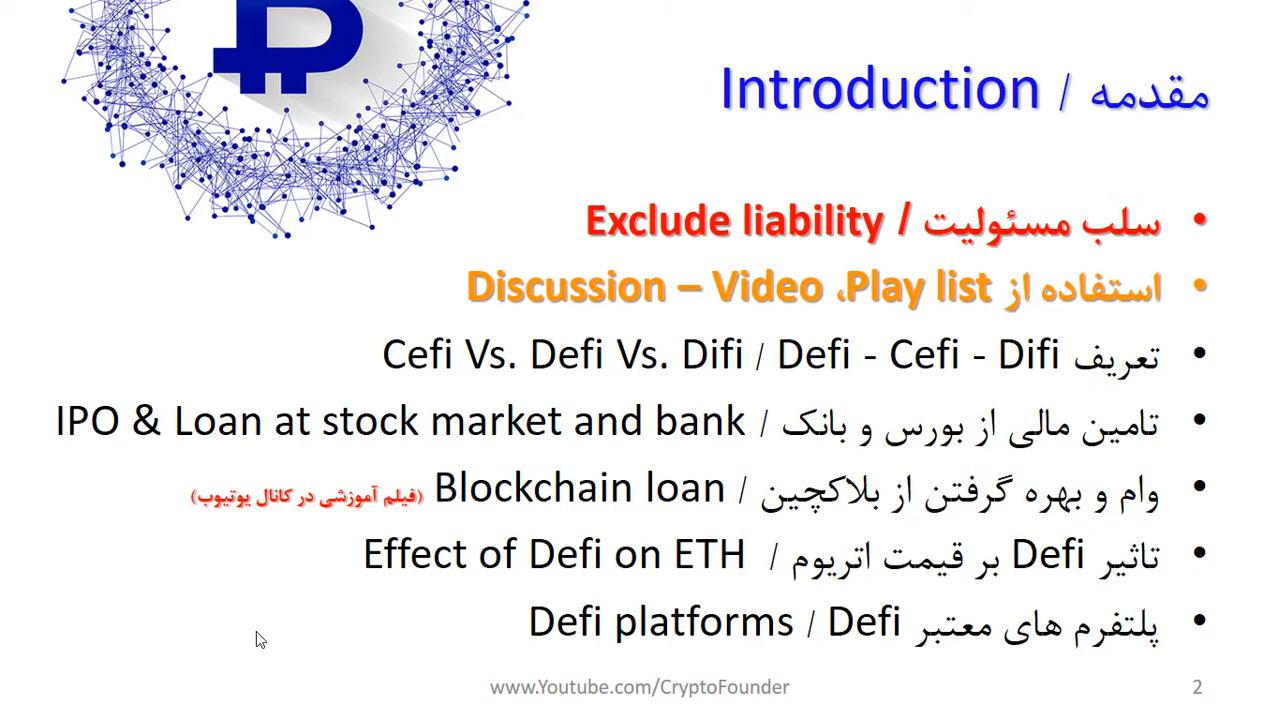 مقدمه / Introduction
• سلب مسئولیت / Exclude liability
• استفاده از Discussion – Video ،Play list
• تعریف Cefi Vs. Defi Vs. Difi / Defi - Cefi - Difi
• تامین مالی از بورس و بانک / IPO & Loan at stock market and bank
• وام و بهره گرفتن از بلاکچین / Blockchain loan (فیلم آموزشی در کانال یوتیوب)
• تاثیر Defi بر قیمت اتریوم / Effect of Defi on ETH
• پلتفرم های معتبر Defi / Defi platforms
www.Youtube.com/CryptoFounder
2